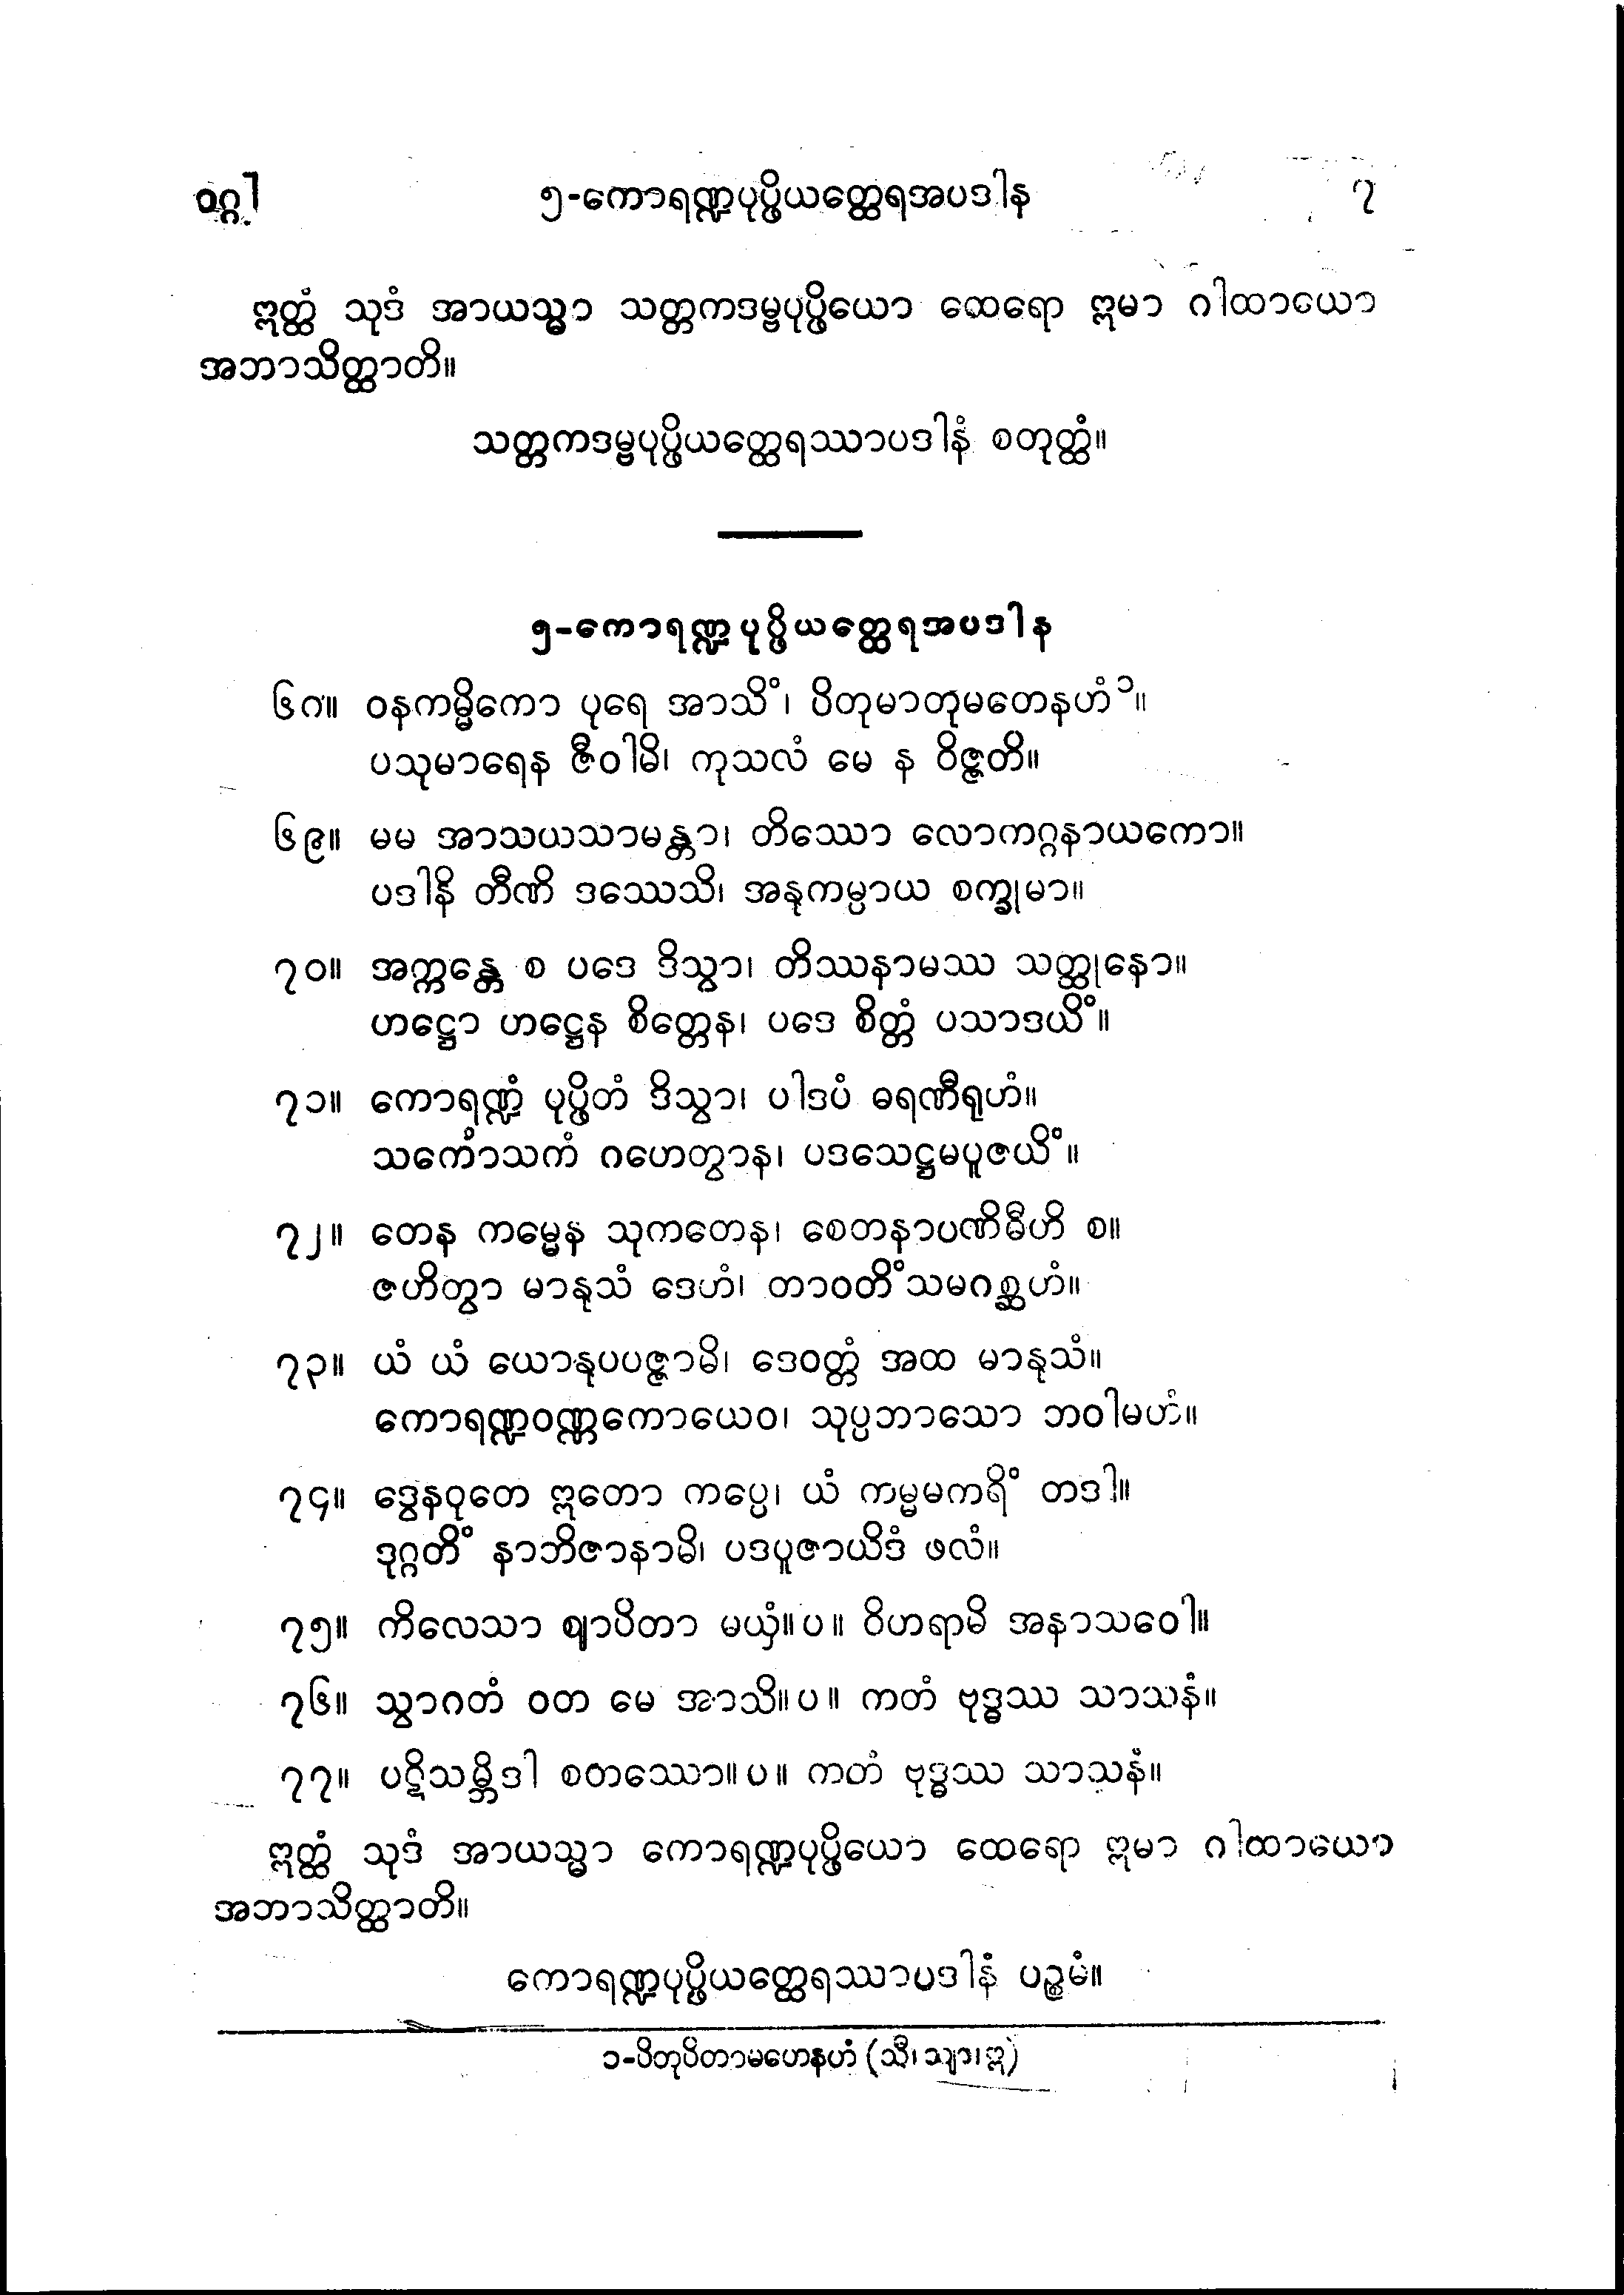 ဝဂ္ဂ]
၅-ကောရဏ္ဍပုပ္ဖိယတ္ထေရအပဒါန
၇
ဣတ္ထံ သုဒံ အာယသ္မာ သတ္တကဒမ္ဗပုပ္ဖိယော ထေရော ဣမာ ဂါထာယော
အဘာသိတ္ထာတိ။
သတ္တကဒမ္ဗပုပ္ဖိယတ္ထေရဿာပဒါနံ စတုတ္ထံ။
၅-ကောရဏ္ဍပုပ္ဖိယတ္ထေရအပဒါန
၆၈။ ဝနကမ္မိကော ပုရေ အာသိံ၊ ပိတုမာတုမတေနဟံ ၁။
ပသုမာရေန ဇီဝါမိ၊ ကုသလံ မေ န ဝိဇ္ဇတိ။
၆၉။ မမ အာသယသာမန္တာ၊ တိဿော လောကဂ္ဂနာယကော။
ပဒါနိ တီဏိ ဒဿေသိ၊ အနုကမ္ပာယ စက္ခုမာ။
၇၀။ အက္ကန္တေ စ ပဒေ ဒိသွာ၊ တိဿနာမဿ သတ္ထုနော။
ဟဋ္ဌော ဟဋ္ဌေန စိတ္တေန၊ ပဒေ စိတ္တံ ပသာဒယိံ။
၇၁။ ကောရဏ္ဍံ ပုပ္ဖိတံ ဒိသွာ၊ ပါဒပံ ဓရဏီရုဟံ။
သကောသကံ ဂဟေတွာန၊ ပဒသေဋ္ဌမပူဇယိံ။
၇၂။ တေန ကမ္မေန သုကတေန၊ စေတနာပဏိဓီဟိ စ။
ဇဟိတွာ မာနုသံ ဒေဟံ၊ တာဝတိံသမဂစ္ဆဟံ။
၇၃။ ယံ ယံ ယောနုပပဇ္ဇာမိ၊ ဒေဝတ္တံ အထ မာနုသံ။
ကောရဏ္ဍဝဏ္ဏကောယေဝ၊ သုပ္ပဘာသော ဘဝါမဟံ။
၇၄။ ဒွေနဝုတေ ဣတော ကပ္ပေ၊ ယံ ကမ္မမကရိံ တဒါ။
ဒုဂ္ဂတိံ နာဘိဇာနာမိ၊ ပဒပူဇာယိဒံ ဖလံ။
၇၅။ ကိလေသာ ဈာပိတာ မယှံ။ပ။ ဝိဟရာမိ အနာသဝေါ။
၇၆။ သွာဂတံ ဝတ မေ အာသိ။ပ။ ကတံ ဗုဒ္ဓဿ သာသနံ။
၇၇။ ပဋိသမ္ဘိဒါ စတဿော။ပ။ ကတံ ဗုဒ္ဓဿ သာသနံ။
ဣတ္ထံ သုဒံ အာယသ္မာ ကောရဏ္ဍပုပ္ဖိယော ထေရော ဣမာ ဂါထာယော
အဘာသိတ္ထာတိ။
ကောရဏ္ဍပုပ္ဖိယတ္ထေရဿာပဒါနံ ပဉ္စမံ။
၁-ပိတုပိတာမဟေနဟံ (သီ၊ သျာ၊ ဣ)